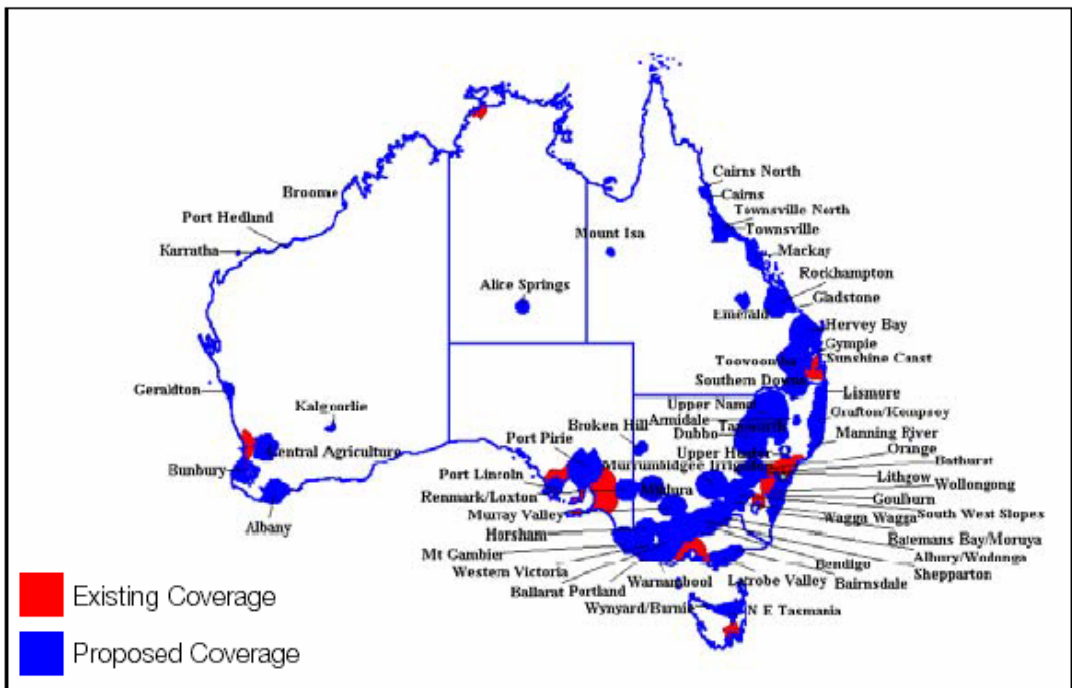 Cairns North
Cairns
Broome
Townsville North
Port Hedland
Townsville
Mount Isa
Karratha
Mackay
Rockhampton
Alice Springs
Gladstone
Emerald
Hervey Bay
Gympie
Sunshine Coast
Toowoomba
Southern Downs
Geraldton
Lismore
Upper Namoi
Kalgoorlie
Grafton/Kempsey
Armidale
Broken Hill
Tamworth
Dubbo
Manning River
Port Pirie
Central Agriculture
Upper Hunter
Orange
Bathurst
Murrumbidgee Irrigation
Bunbury
Port Lincoln
Lithgow
Mildura
Wollongong
Renmark/Loxton
Goulburn
Albany
Murray Valley
South West Slopes
Wagga Wagga
Horsham
Batemans Bay/Moruya
Mt Gambier
Albury/Wodonga
Bendigo
Western Victoria
Shepparton
Warnambool
Latrobe Valley
Bairnsdale
Ballarat
Portland
Wynyard/Burnie
N E Tasmania
Existing Coverage
Proposed Coverage